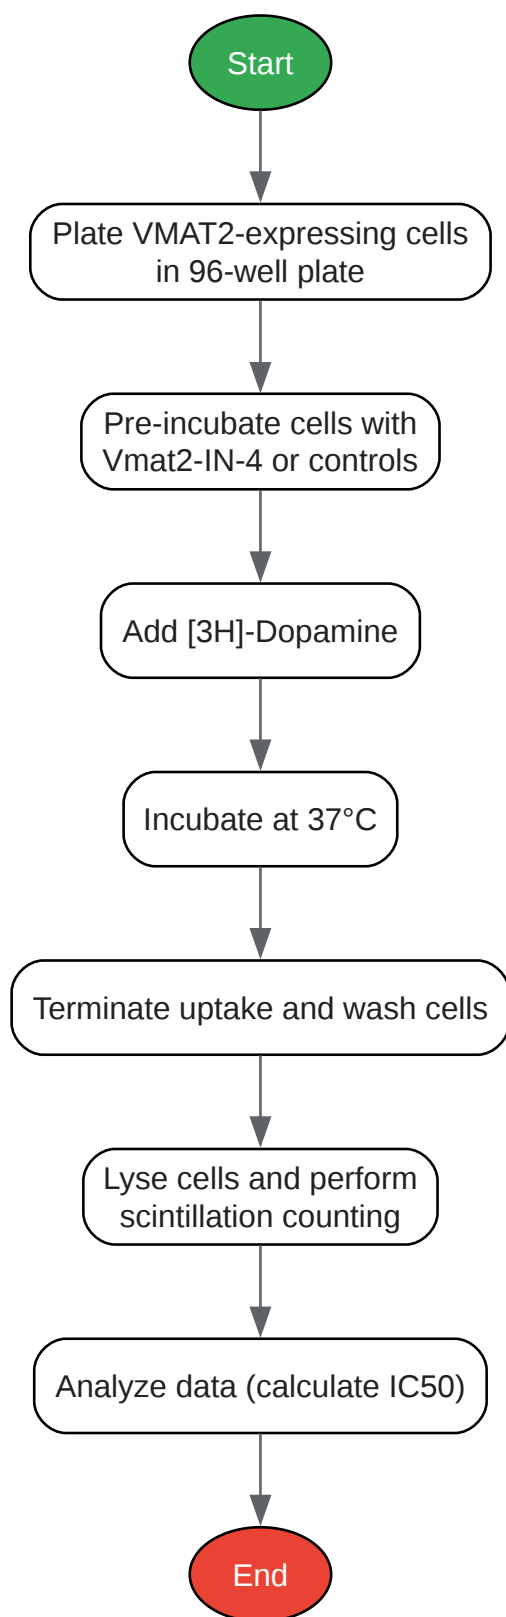 Start
Plate VMAT2-expressing cells
in 96-well plate
Pre-incubate cells with
Vmat2-IN-4 or controls
Add [3H]-Dopamine
Incubate at 37°C
Terminate uptake and wash cells
Lyse cells and perform
scintillation counting
Analyze data (calculate IC50)
End